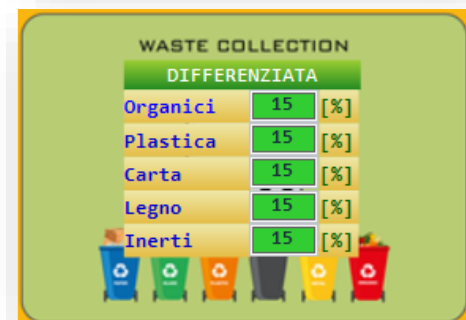 WASTE COLLECTION
DIFFERENZIATA
Organici 15 [%]
Plastica 15 [%]
Carta 15 [%]
Legno 15 [%]
Inerti 15 [%]